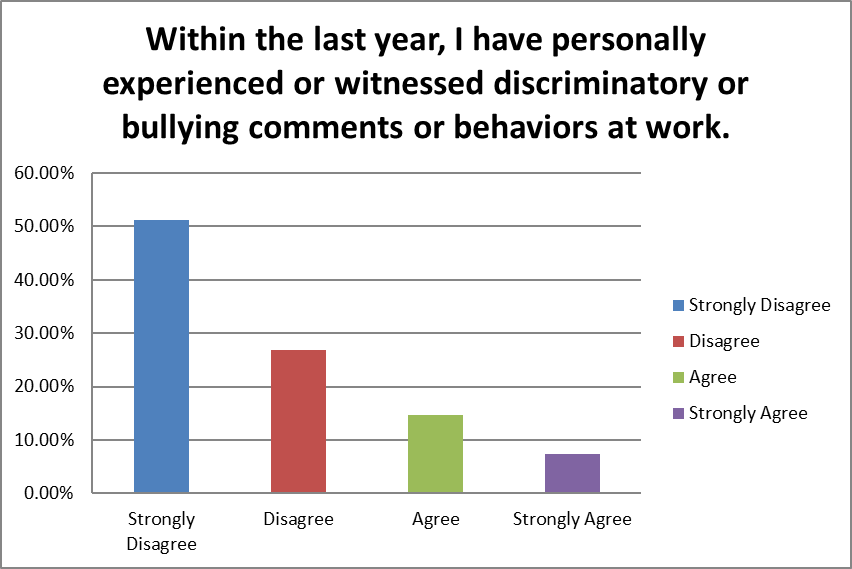 Within the last year, I have personally
experienced or witnessed discriminatory or
bullying comments or behaviors at work.
60.00%
50.00%
40.00%
30.00%
20.00%
10.00%
0.00%
Strongly
Disagree
Disagree
Agree
Strongly Agree
Strongly Disagree
Disagree
Agree
Strongly Agree